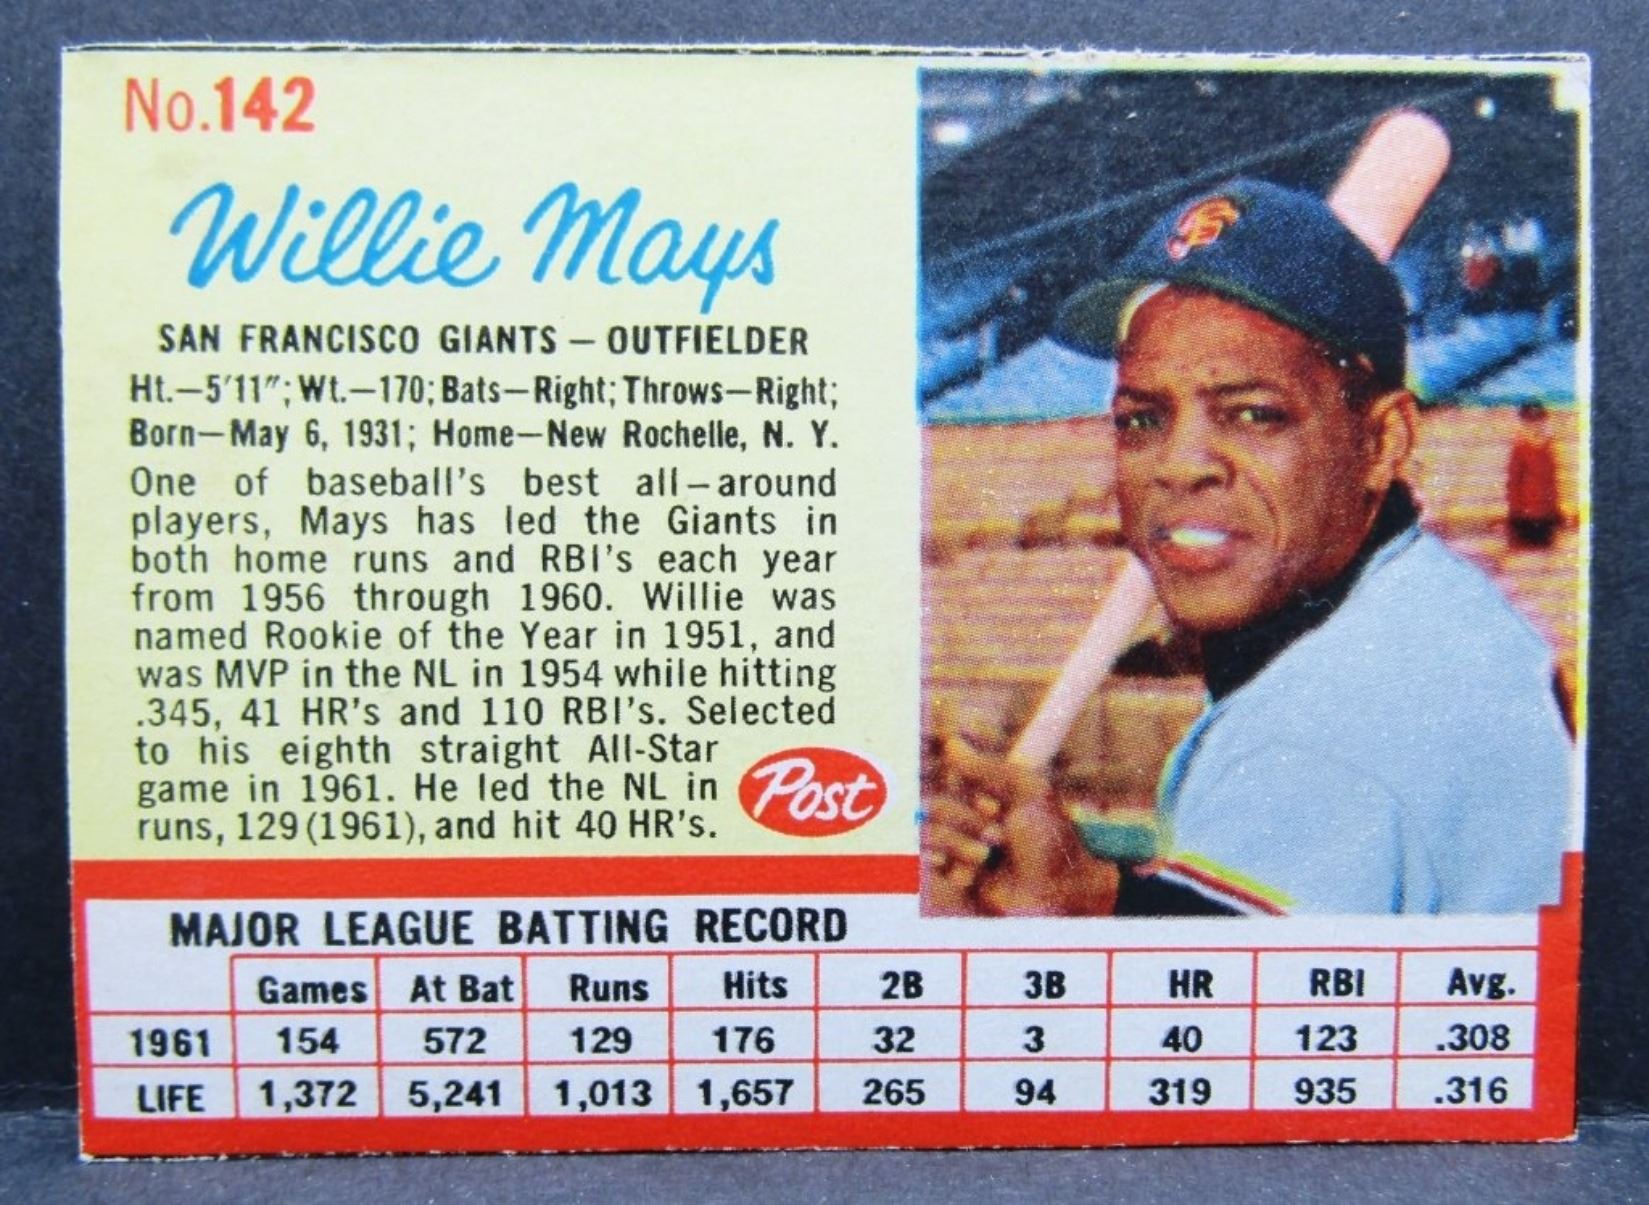 No.142
Willie Mays
SAN FRANCISCO GIANTS – OUTFIELDER
Ht.–5'11"; Wt.–170; Bats–Right; Throws–Right;
Born–May 6, 1931; Home–New Rochelle, N. Y.
One of baseball's best all–around
players, Mays has led the Giants in
both home runs and RBI's each year
from 1956 through 1960. Willie was
named Rookie of the Year in 1951, and
was MVP in the NL in 1954 while hitting
.345, 41 HR's and 110 RBI's. Selected
to his eighth straight All-Star
game in 1961. He led the NL in
runs, 129 (1961), and hit 40 HR's.
Post
SF
MAJOR LEAGUE BATTING RECORD
Games At Bat Runs Hits 2B 3B HR RBI Avg.
1961 154 572 129 176 32 3 40 123 .308
LIFE 1,372 5,241 1,013 1,657 265 94 319 935 .316